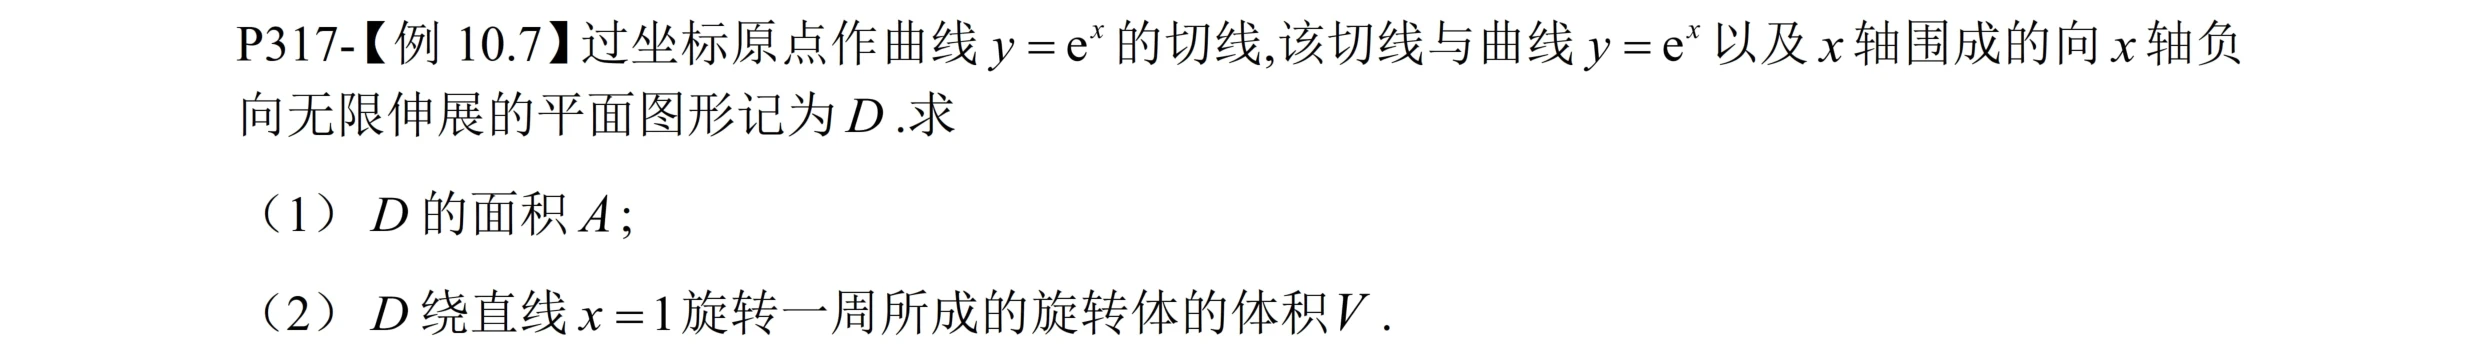 P317-【例 10.7】过坐标原点作曲线 y = eˣ 的切线,该切线与曲线 y = eˣ 以及 x 轴围成的向 x 轴负
向无限伸展的平面图形记为 D .求
（1） D 的面积 A ;
（2） D 绕直线 x = 1 旋转一周所成的旋转体的体积 V .